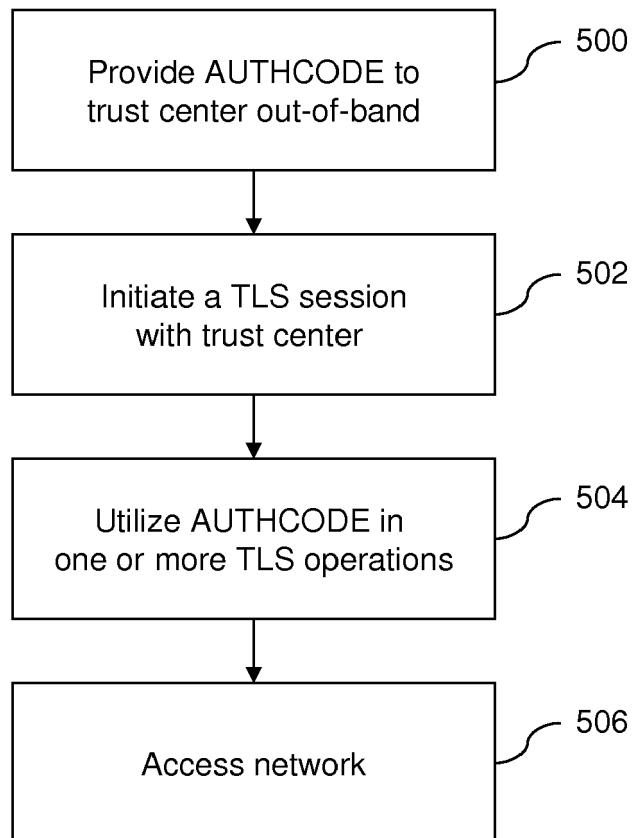 Provide AUTHCODE to
trust center out-of-band
500
Initiate a TLS session
with trust center
502
Utilize AUTHCODE in
one or more TLS operations
504
Access network
506